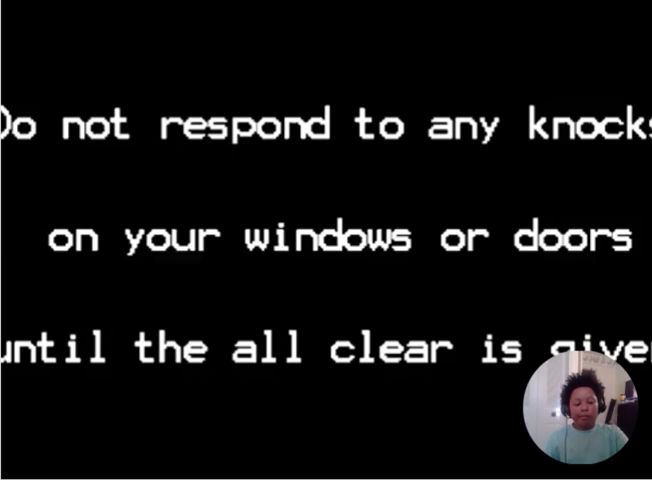 Do not respond to any knocks
on your windows or doors
until the all clear is given